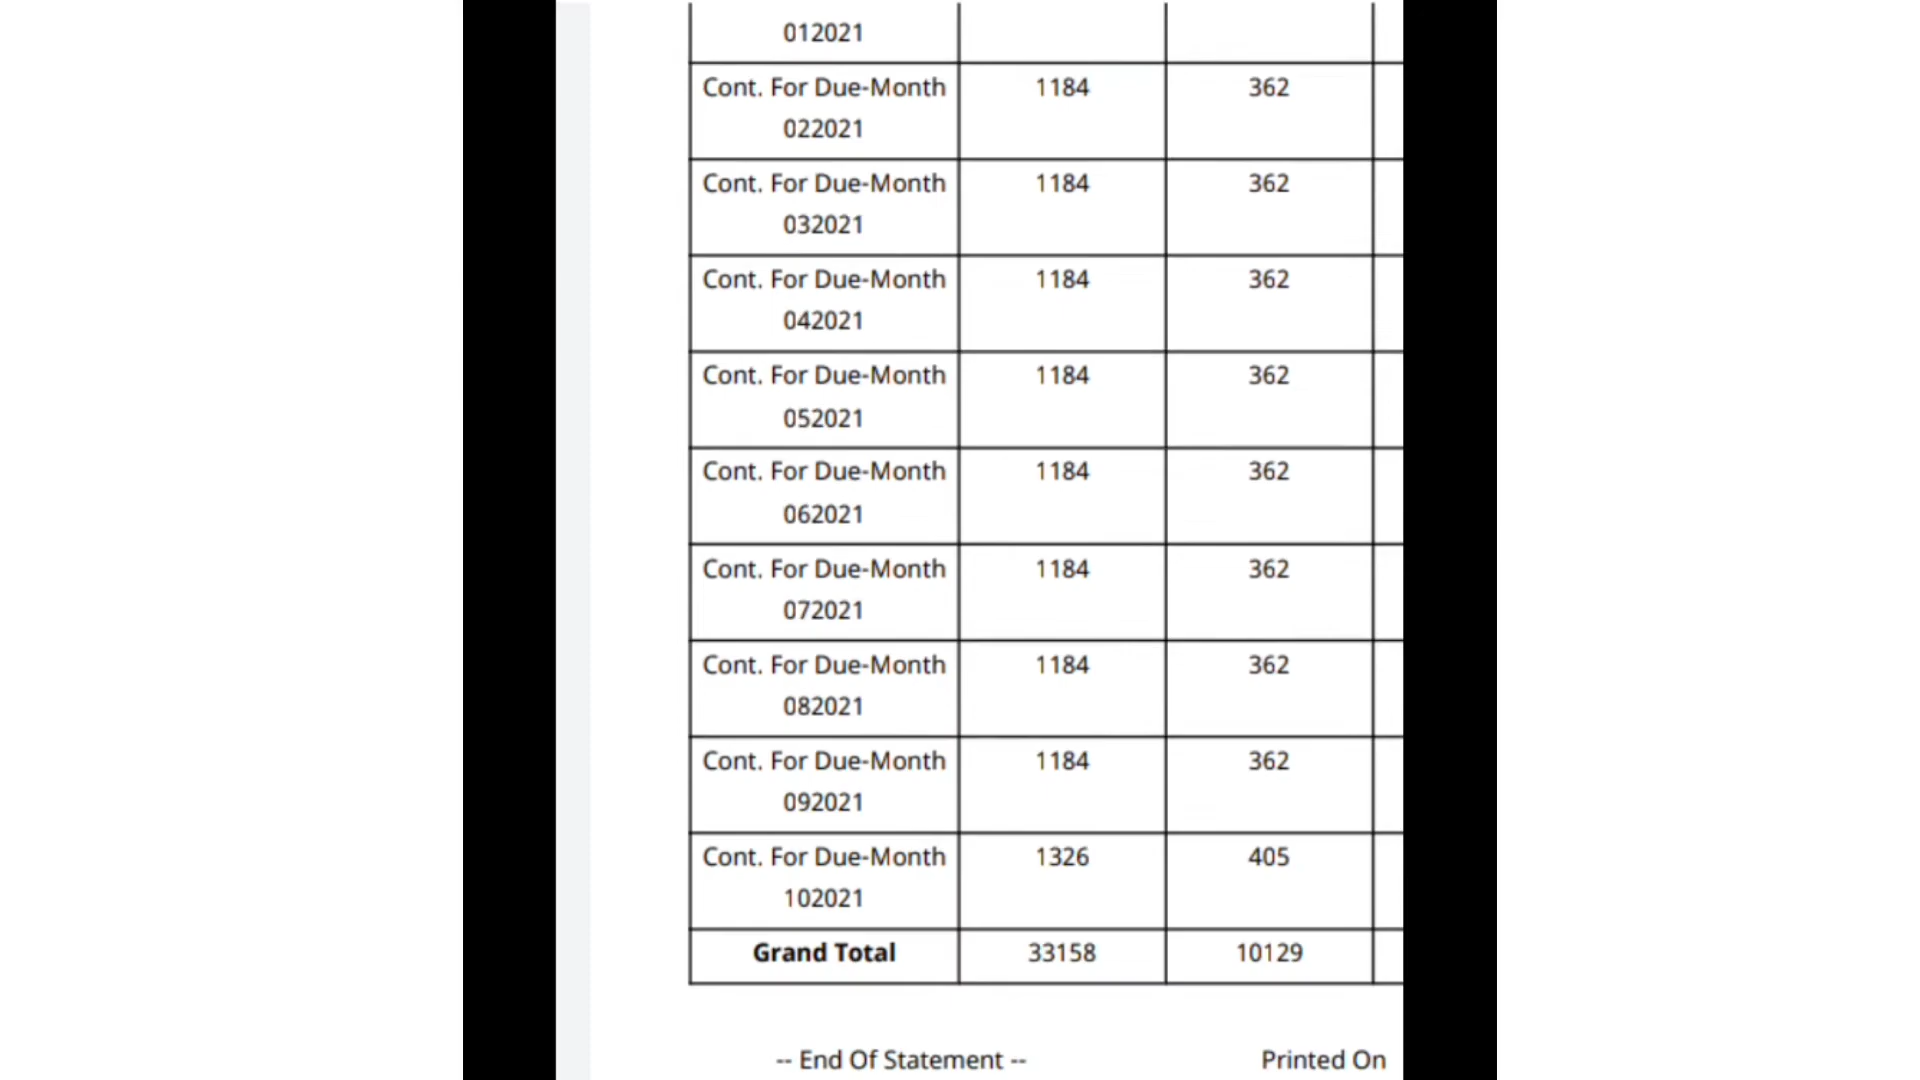 012021
Cont. For Due-Month 1184 362
022021
Cont. For Due-Month 1184 362
032021
Cont. For Due-Month 1184 362
042021
Cont. For Due-Month 1184 362
052021
Cont. For Due-Month 1184 362
062021
Cont. For Due-Month 1184 362
072021
Cont. For Due-Month 1184 362
082021
Cont. For Due-Month 1184 362
092021
Cont. For Due-Month 1326 405
102021
Grand Total 33158 10129
-- End Of Statement -- Printed On